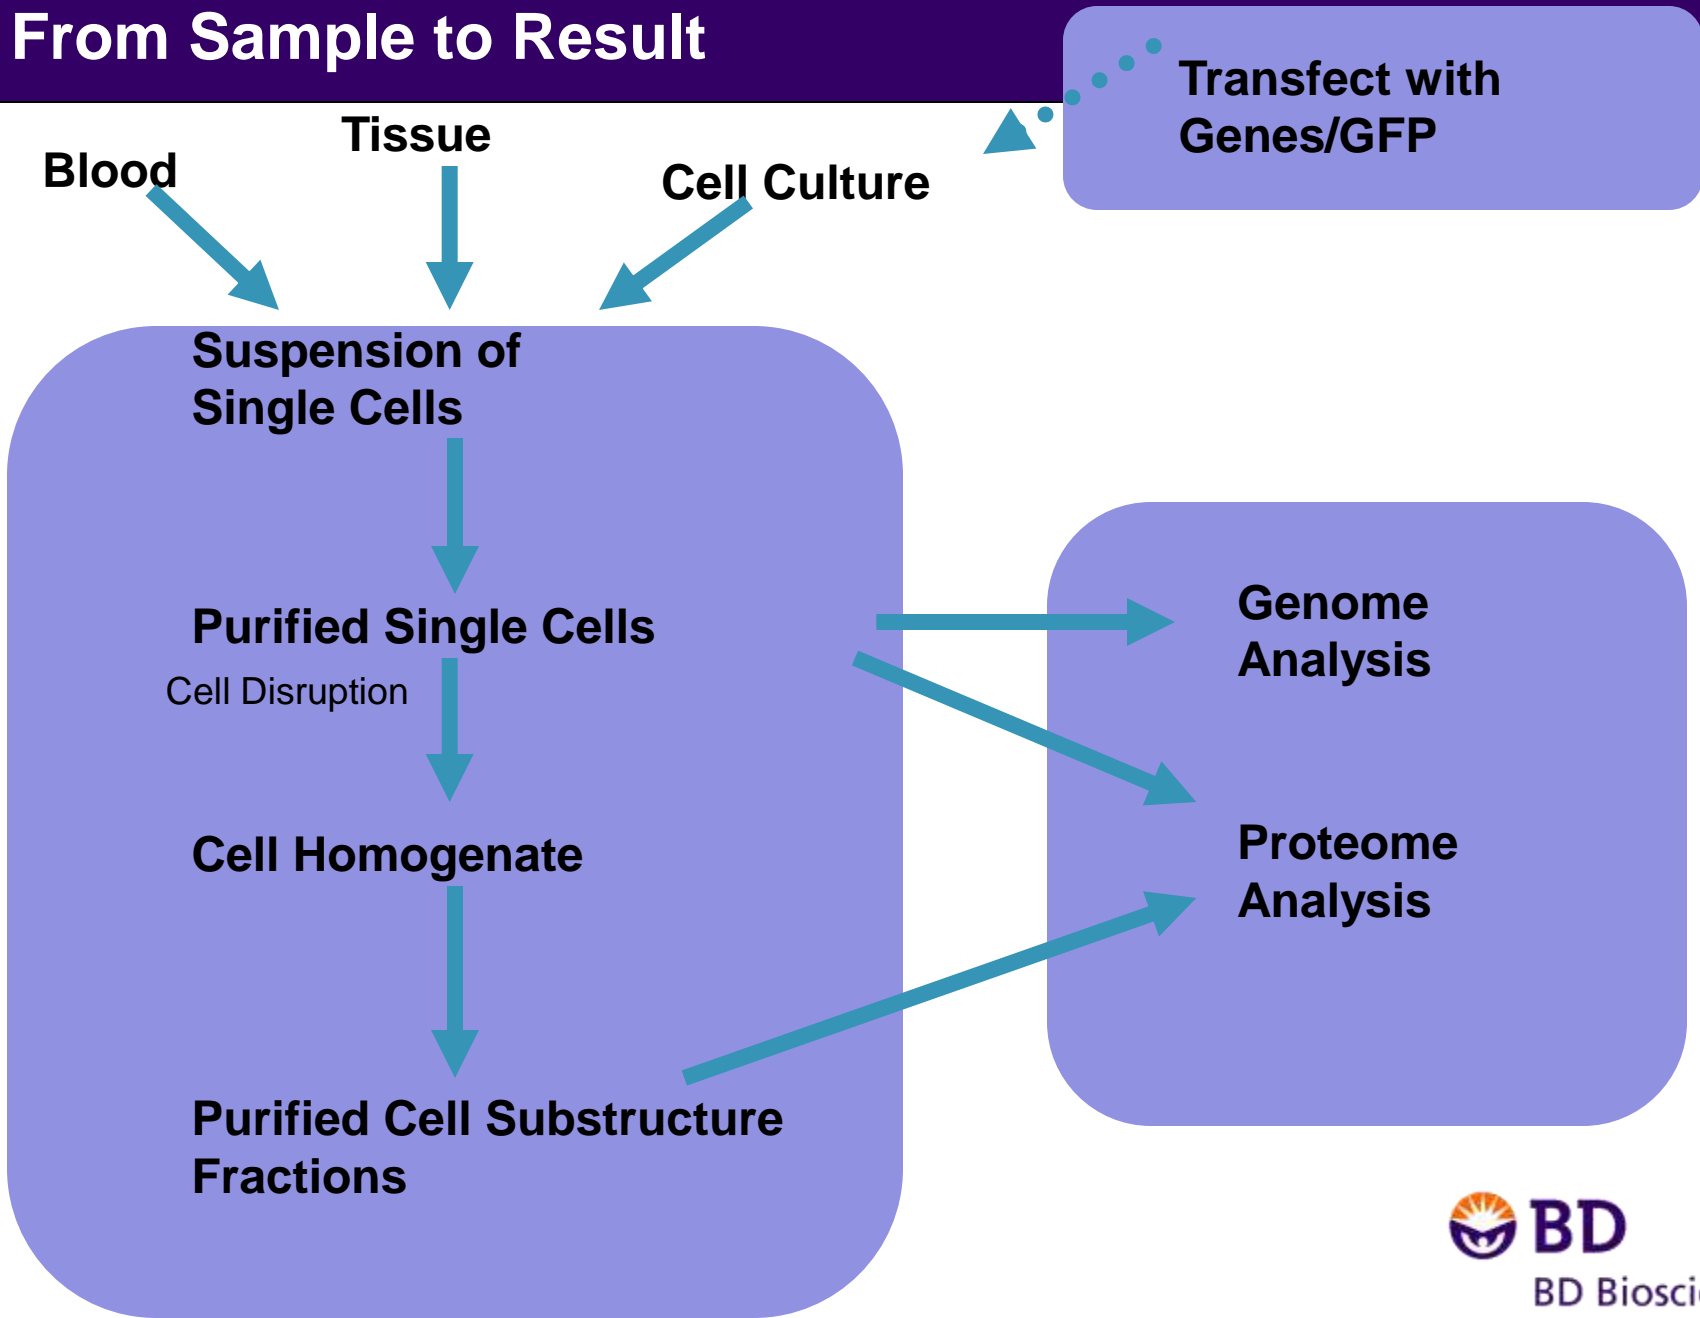 From Sample to Result
Transfect with
Genes/GFP
Tissue
Blood
Cell Culture
Suspension of
Single Cells
Purified Single Cells
Cell Disruption
Cell Homogenate
Purified Cell Substructure
Fractions
Genome
Analysis
Proteome
Analysis
BD
BD